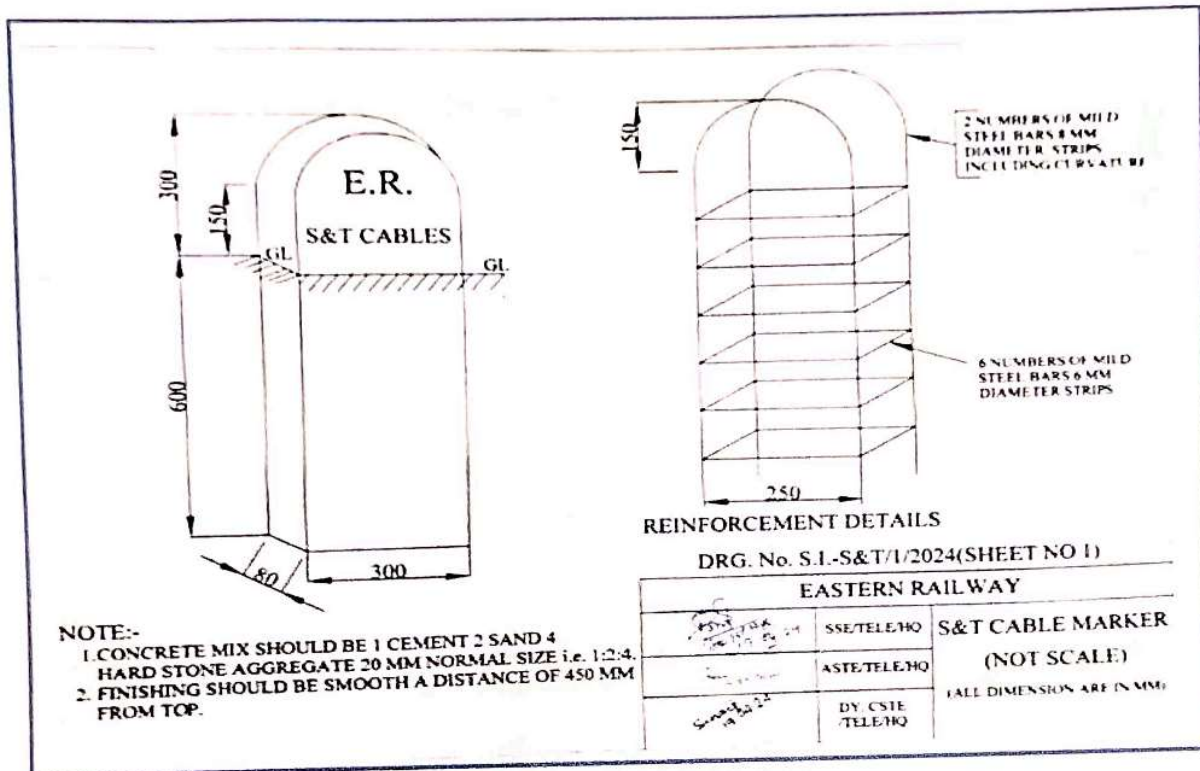 300
150
E.R.
S&T CABLES
GL
GL
600
80
300
150
2 NUMBERS OF MILD
STEEL BARS 8 MM
DIAMETER STRIPS
INCLUDING CURVATURE
6 NUMBERS OF MILD
STEEL BARS 6 MM
DIAMETER STRIPS
250
REINFORCEMENT DETAILS
DRG. No. S.I.-S&T/1/2024(SHEET NO 1)
EASTERN RAILWAY
SSE/TELE/HQ
ASTE/TELE/HQ
DY. CSTE
/TELE/HQ
19.04.24
S&T CABLE MARKER
(NOT SCALE)
(ALL DIMENSION ARE IN MM)
NOTE:-
1.CONCRETE MIX SHOULD BE 1 CEMENT 2 SAND 4
HARD STONE AGGREGATE 20 MM NORMAL SIZE i.e. 1:2:4.
2. FINISHING SHOULD BE SMOOTH A DISTANCE OF 450 MM
FROM TOP.